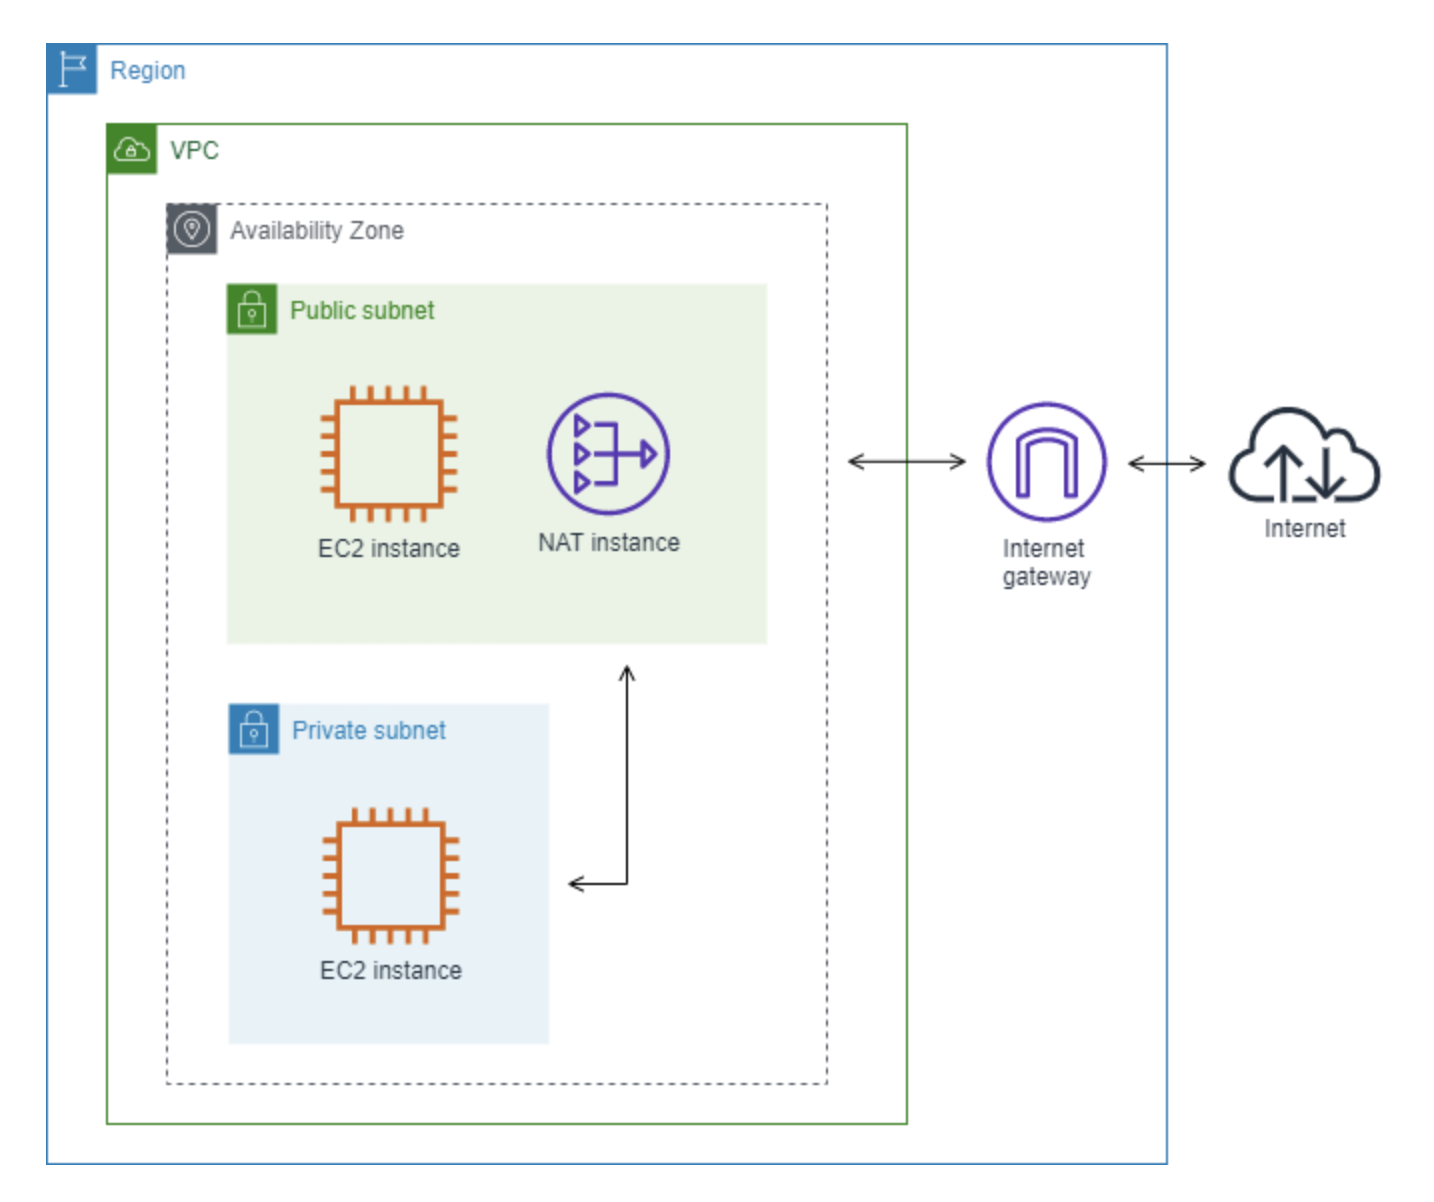 Region
VPC
Availability Zone
Public subnet
EC2 instance
NAT instance
Internet
gateway
Internet
Private subnet
EC2 instance